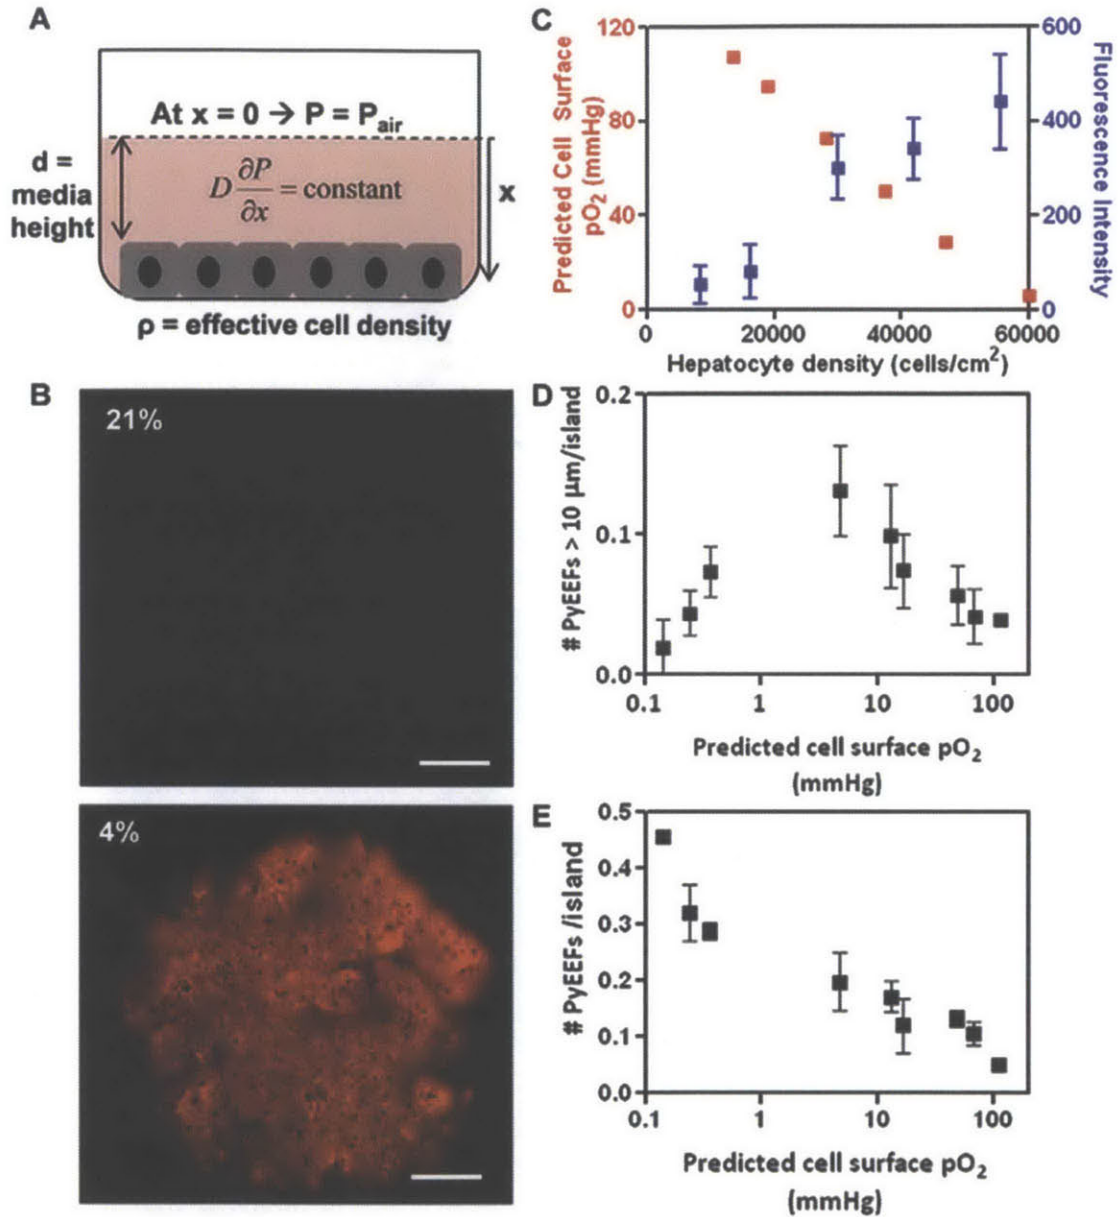 A
At x = 0 → P = Pair
d =
media
height
D ∂P/∂x = constant
x
ρ = effective cell density
B
21%
4%
C
Predicted Cell Surface
pO2 (mmHg)
120
80
40
0
600
400
200
0
Fluorescence Intensity
0
20000
40000
60000
Hepatocyte density (cells/cm2)
D
# PyEEFs > 10 μm/island
0.2
0.1
0.0
0.1
1
10
100
Predicted cell surface pO2
(mmHg)
E
# PyEEFs /island
0.5
0.4
0.3
0.2
0.1
0.0
0.1
1
10
100
Predicted cell surface pO2
(mmHg)